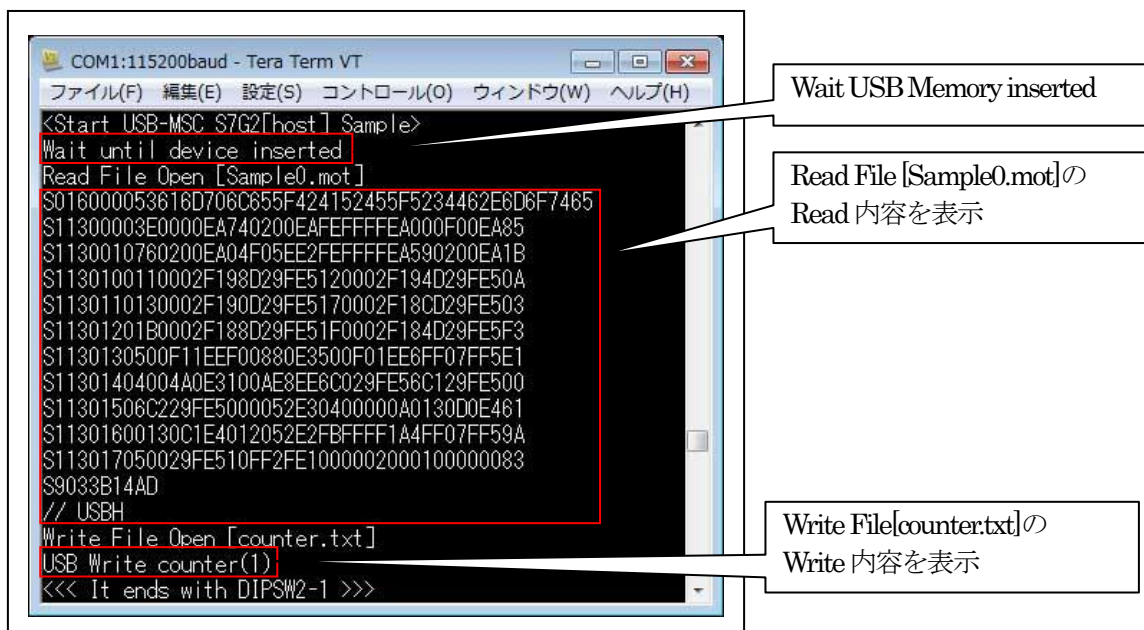 COM1:115200baud - Tera Term VT
ファイル(F) 編集(E) 設定(S) コントロール(O) ウィンドウ(W) ヘルプ(H)
<Start USB-MSC S7G2[host] Sample>
Wait until device inserted
Read File Open [Sample0.mot]
S016000053616D706C655F424152455F5234462E6D6F7465
S11300003E0000EA740200EAFEFFFFEA000F00EA85
S1130010760200EA04F05EE2FEFFFFEA590200EA1B
S11301001 10002F198D29FE5120002F194D29FE50A
S11301101 30002F190D29FE5170002F18CD29FE503
S11301201B0002F188D29FE51F0002F184D29FE5F3
S1130130500F11EEF00880E3500F01EE6FF07FF5E1
S11301404004A0E3100AE8EE6C029FE56C129FE500
S11301506C229FE5000052E30400000A0130D0E461
S11301600130C1E4012052E2FBFFFF1A4FF07FF59A
S113017050029FE510FF2FE1000002000100000083
S9033B14AD
// USBH
Write File Open [counter.txt]
USB Write counter(1)
<<< It ends with DIPSW2-1 >>>
Wait USB Memory inserted
Read File [Sample0.mot]の
Read 内容を表示
Write File[counter.txt]の
Write 内容を表示